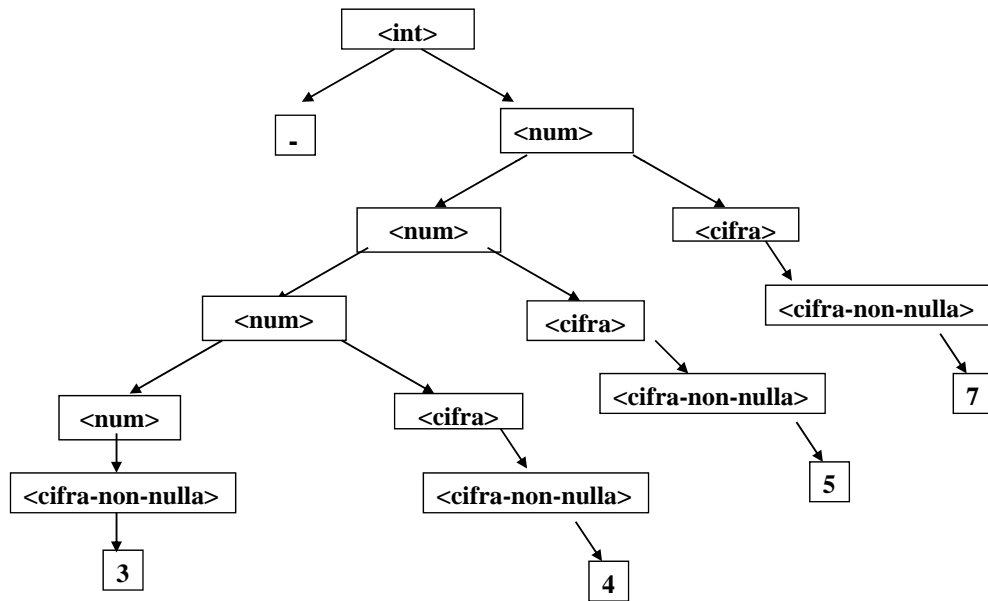 <int>
-
<num>
<num>
<cifra>
<num>
<cifra>
<cifra-non-nulla>
<num>
<cifra>
<cifra-non-nulla>
7
<cifra-non-nulla>
<cifra-non-nulla>
5
3
4